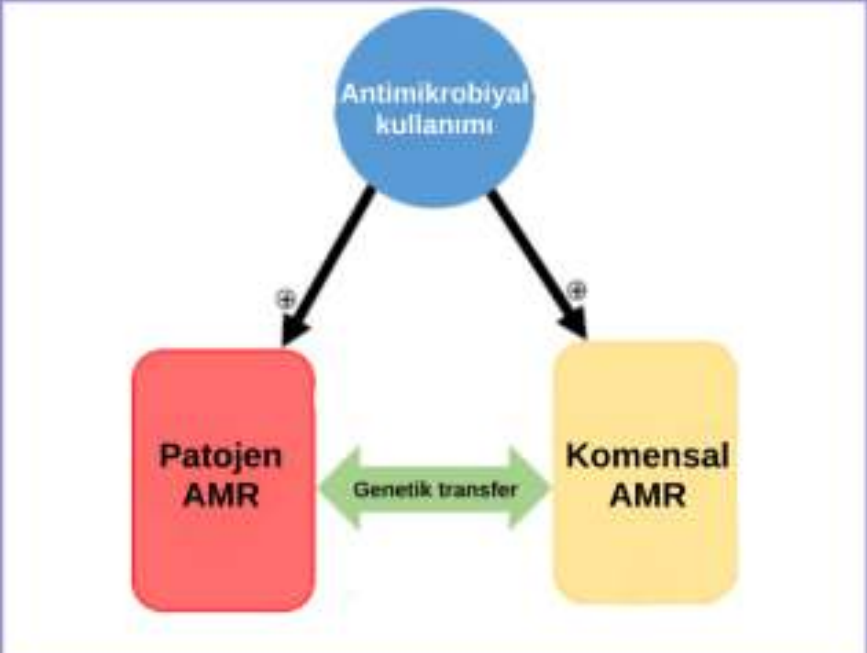 Antimikrobiyal
kullanımı
⊕
⊕
Patojen
AMR
Genetik transfer
Komensal
AMR